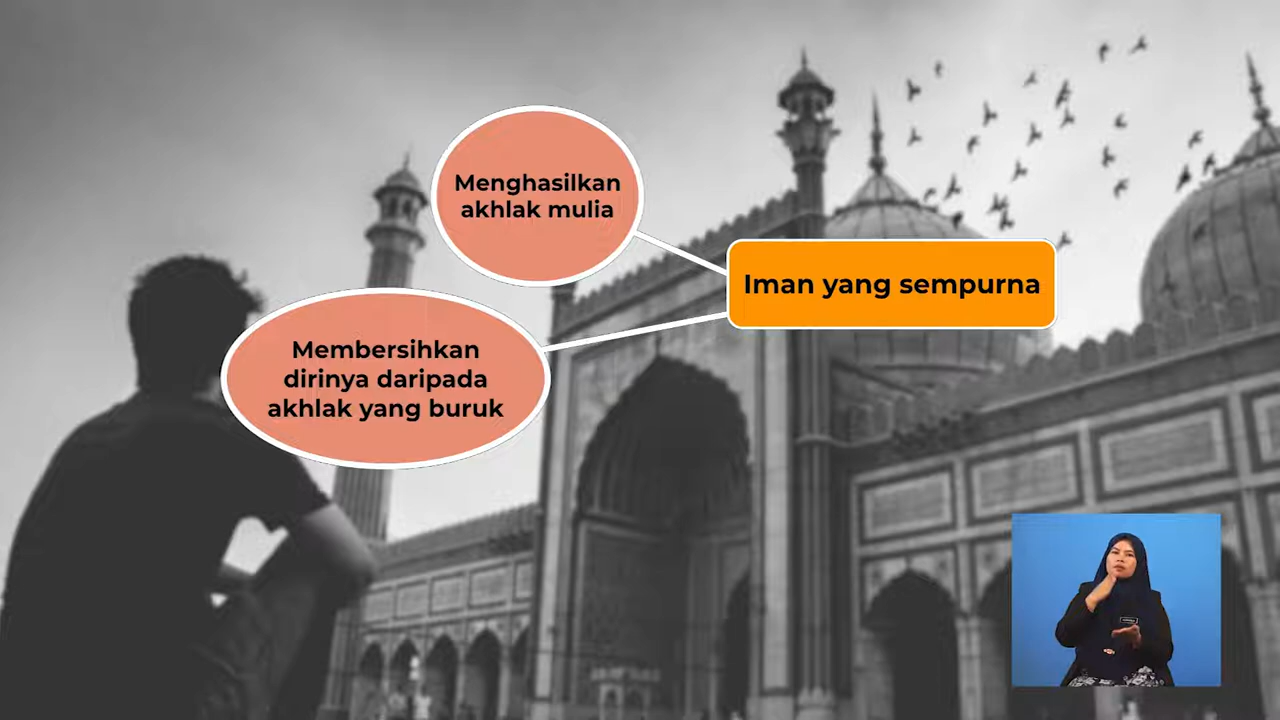 Menghasilkan
akhlak mulia
Iman yang sempurna
Membersihkan
dirinya daripada
akhlak yang buruk